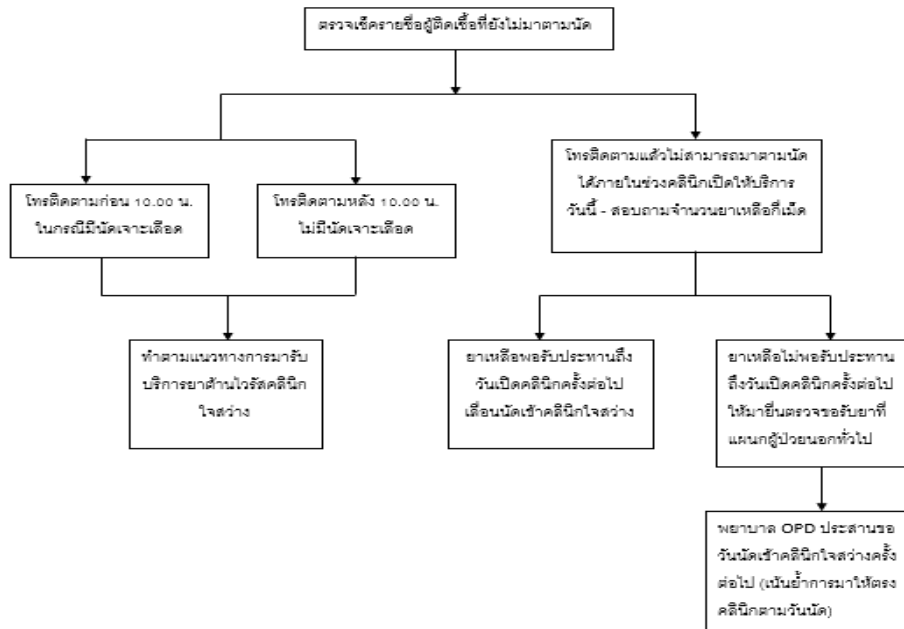 ตรวจเช็ครายชื่อผู้ติดเชื้อที่ยังไม่มาตามนัด
โทรติดตามแล้วไม่สามารถมาตามนัด
ได้ภายในช่วงคลินิกเปิดให้บริการ
วันนี้ - สอบถามจำนวนยาเหลือกี่เม็ด
โทรติดตามก่อน 10.00 น.
ในกรณีมีนัดเจาะเลือด
โทรติดตามหลัง 10.00 น.
ไม่มีนัดเจาะเลือด
ทำตามแนวทางการมารับ
บริการยาต้านไวรัสคลินิก
ใจสว่าง
ยาเหลือพอรับประทานถึง
วันเปิดคลินิกครั้งต่อไป
เลื่อนนัดเข้าคลินิกใจสว่าง
ยาเหลือไม่พอรับประทาน
ถึงวันเปิดคลินิกครั้งต่อไป
ให้มายื่นตรวจขอรับยาที่
แผนกผู้ป่วยนอกทั่วไป
พยาบาล OPD ประสานขอ
วันนัดเข้าคลินิกใจสว่างครั้ง
ต่อไป (เน้นย้ำการมาให้ตรง
คลินิกตามวันนัด)